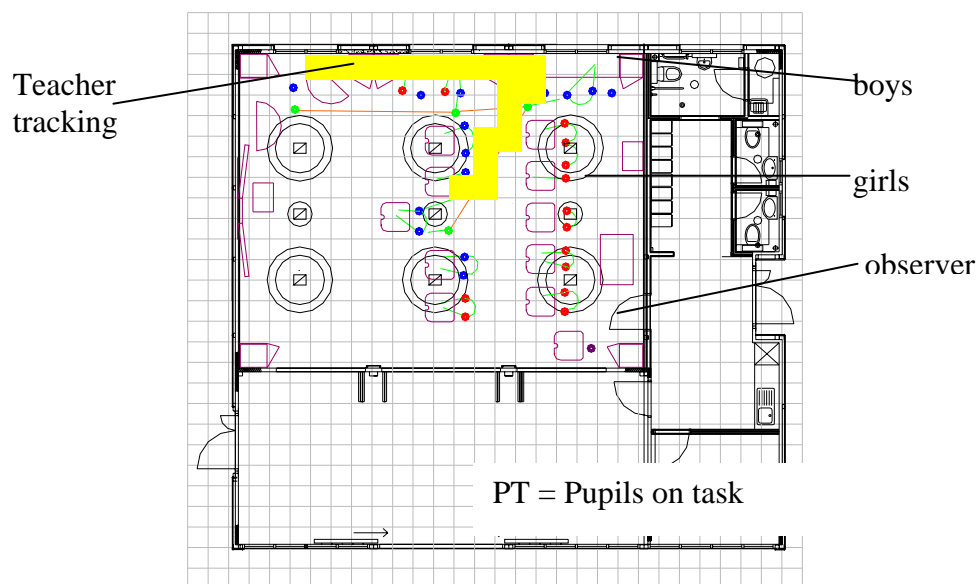 Teacher
tracking
boys
girls
observer
PT = Pupils on task